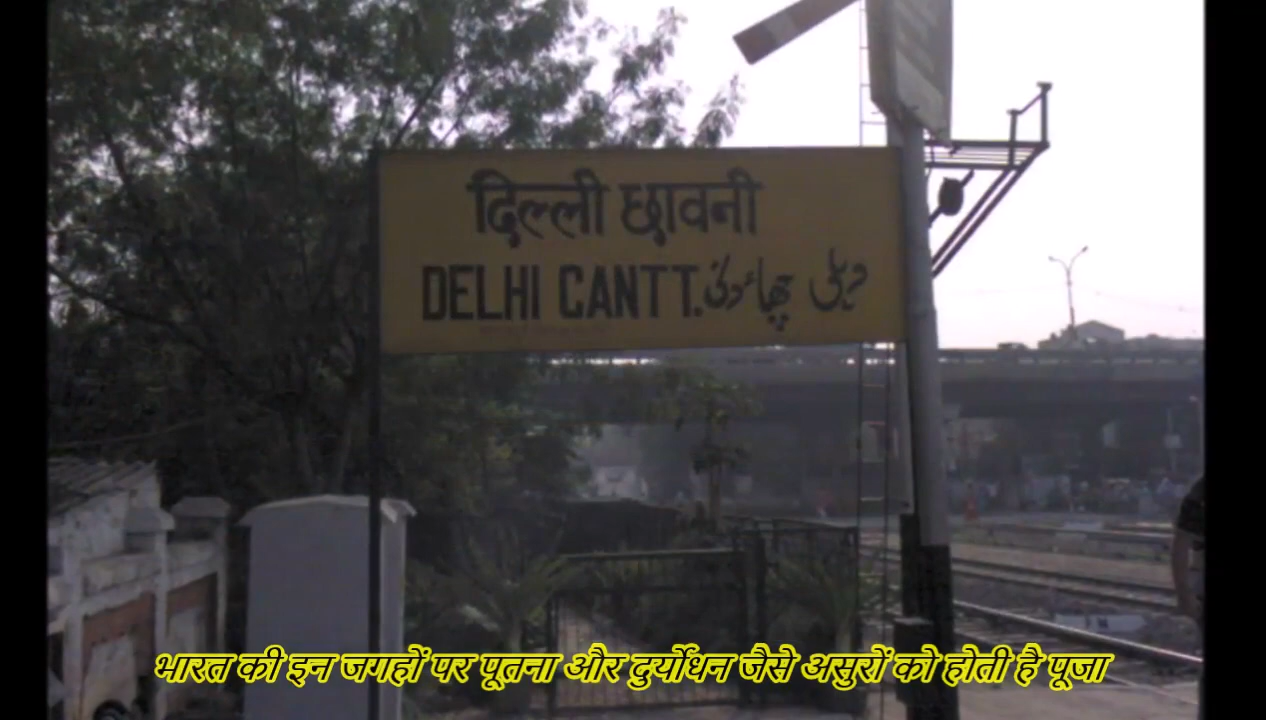 दिल्ली छावनी
DELHI CANTT. دہلی چھاؤنی
भारत की इन जगहों पर पूतना और दुर्योधन जैसे असुरों को होती है पूजा